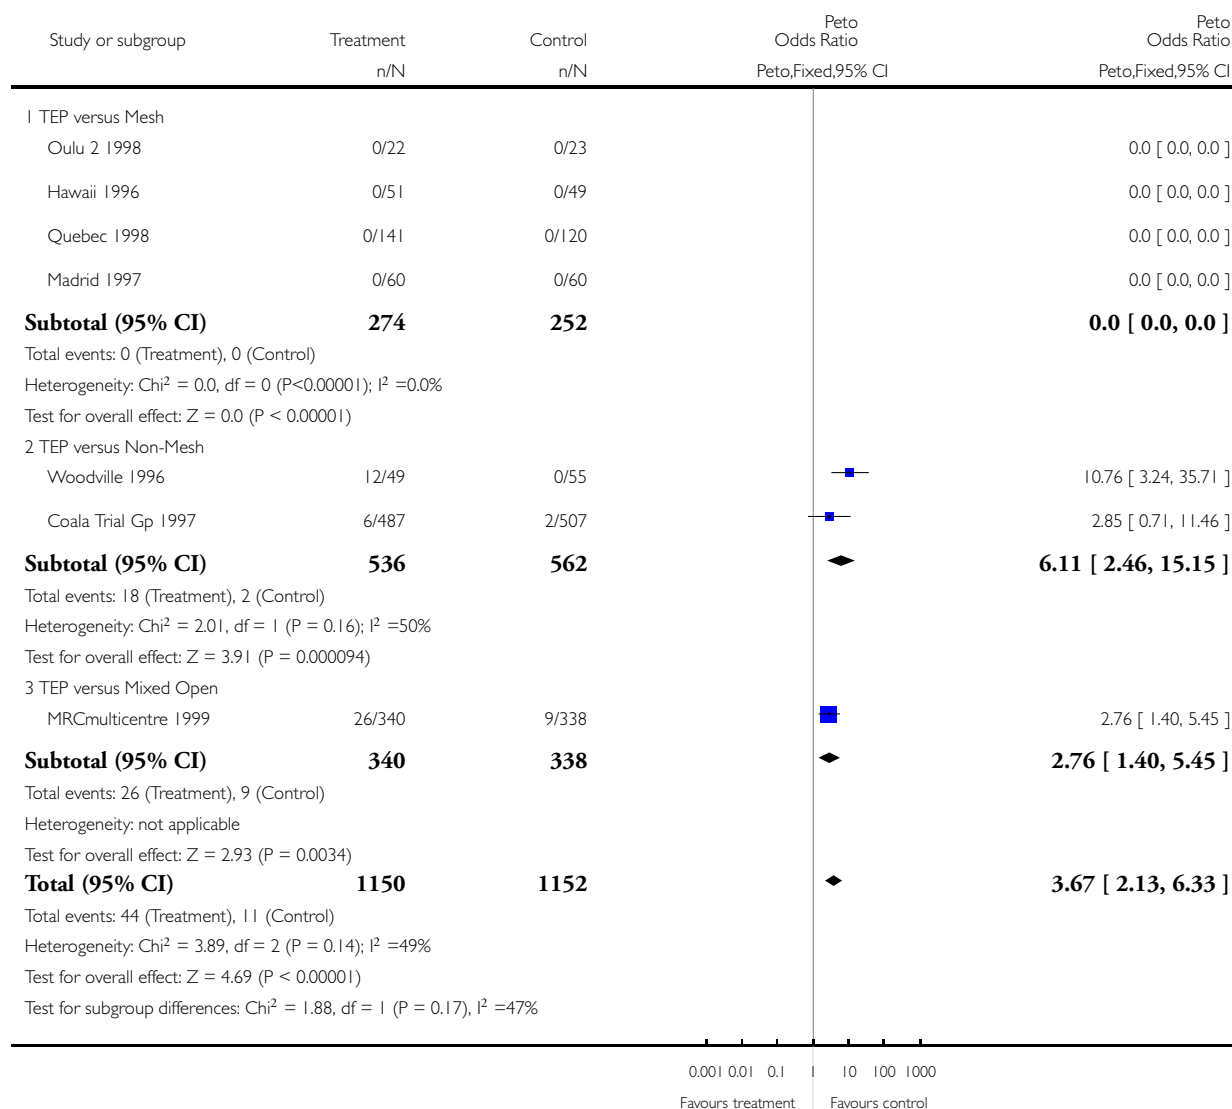 Peto Peto
Study or subgroup Treatment Control Odds Ratio Odds Ratio
n/N n/N Peto,Fixed,95% CI Peto,Fixed,95% CI
1 TEP versus Mesh
Oulu 2 1998 0/22 0/23 0.0 [ 0.0, 0.0 ]
Hawaii 1996 0/51 0/49 0.0 [ 0.0, 0.0 ]
Quebec 1998 0/141 0/120 0.0 [ 0.0, 0.0 ]
Madrid 1997 0/60 0/60 0.0 [ 0.0, 0.0 ]
Subtotal (95% CI) 274 252 0.0 [ 0.0, 0.0 ]
Total events: 0 (Treatment), 0 (Control)
Heterogeneity: Chi² = 0.0, df = 0 (P<0.00001); I² =0.0%
Test for overall effect: Z = 0.0 (P < 0.00001)
2 TEP versus Non-Mesh
Woodville 1996 12/49 0/55 10.76 [ 3.24, 35.71 ]
Coala Trial Gp 1997 6/487 2/507 2.85 [ 0.71, 11.46 ]
Subtotal (95% CI) 536 562 6.11 [ 2.46, 15.15 ]
Total events: 18 (Treatment), 2 (Control)
Heterogeneity: Chi² = 2.01, df = 1 (P = 0.16); I² =50%
Test for overall effect: Z = 3.91 (P = 0.000094)
3 TEP versus Mixed Open
MRCmulticentre 1999 26/340 9/338 2.76 [ 1.40, 5.45 ]
Subtotal (95% CI) 340 338 2.76 [ 1.40, 5.45 ]
Total events: 26 (Treatment), 9 (Control)
Heterogeneity: not applicable
Test for overall effect: Z = 2.93 (P = 0.0034)
Total (95% CI) 1150 1152 3.67 [ 2.13, 6.33 ]
Total events: 44 (Treatment), 11 (Control)
Heterogeneity: Chi² = 3.89, df = 2 (P = 0.14); I² =49%
Test for overall effect: Z = 4.69 (P < 0.00001)
Test for subgroup differences: Chi² = 1.88, df = 1 (P = 0.17), I² =47%
0.001 0.01 0.1 1 10 100 1000
Favours treatment Favours control